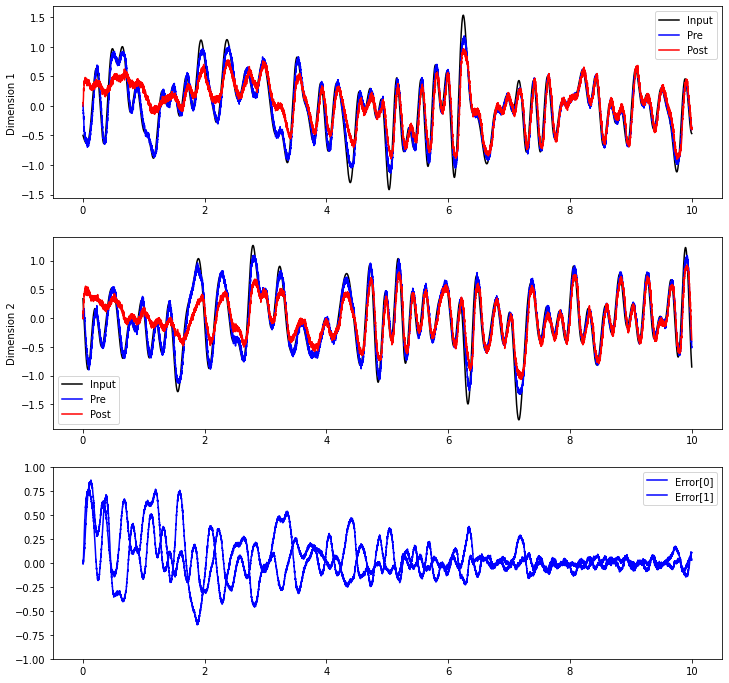 1.5
1.0
0.5
0.0
−0.5
−1.0
−1.5
Dimension 1
Input
Pre
Post
0 2 4 6 8 10
1.0
0.5
0.0
−0.5
−1.0
−1.5
Dimension 2
Input
Pre
Post
0 2 4 6 8 10
1.00
0.75
0.50
0.25
0.00
−0.25
−0.50
−0.75
−1.00
Error[0]
Error[1]
0 2 4 6 8 10